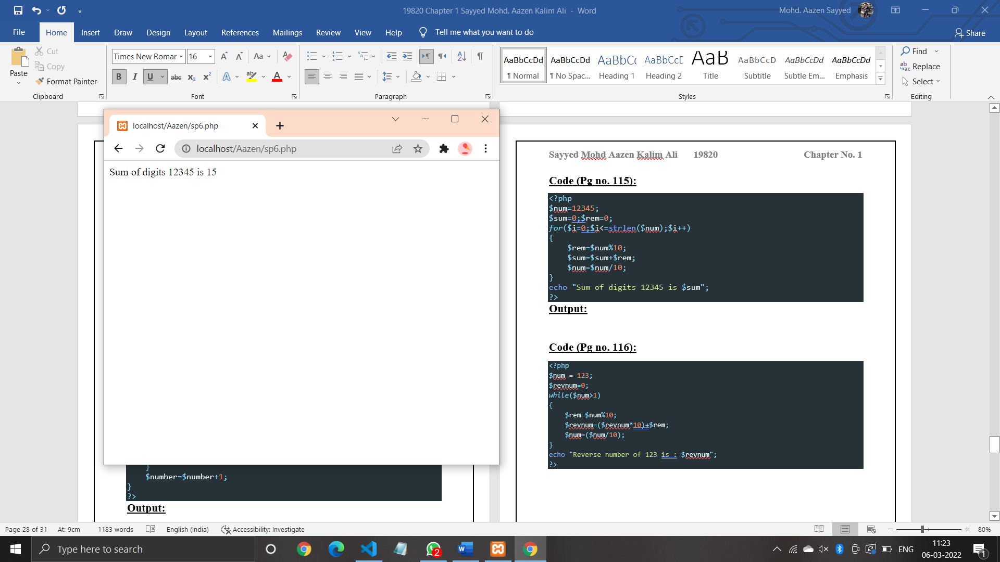 19820 Chapter 1 Sayyed Mohd. Aazen Kalim Ali - Word
Mohd. Aazen Sayyed
File Home Insert Draw Design Layout References Mailings Review View Help Tell me what you want to do
Share
Paste
Cut
Copy
Format Painter
Clipboard
Times New Romar 16
Font
Paragraph
AaBbCcDd AaBbCcDd AaBbCc AaBbCcD AaB AaBbCcD AaBbCcDd AaBbCcDd
¶ Normal ¶ No Spac... Heading 1 Heading 2 Title Subtitle Subtle Em... Emphasis
Styles
Find
Replace
Select
Editing
localhost/Aazen/sp6.php
localhost/Aazen/sp6.php
Sum of digits 12345 is 15
}
$number=$number+1;
}
?>
Output:
Sayyed Mohd Aazen Kalim Ali 19820 Chapter No. 1
Code (Pg no. 115):
<?php
$num=12345;
$sum=0;$rem=0;
for($i=0;$i<=strlen($num);$i++)
{
$rem=$num%10;
$sum=$sum+$rem;
$num=$num/10;
}
echo "Sum of digits 12345 is $sum";
?>
Output:
Code (Pg no. 116):
<?php
$num = 123;
$revnum=0;
while($num>1)
{
$rem=$num%10;
$revnum=($revnum*10)+$rem;
$num=($num/10);
}
echo "Reverse number of 123 is : $revnum";
?>
Page 28 of 31 At: 9cm 1183 words English (India) Accessibility: Investigate 80%
Type here to search
2
ENG
11:23
06-03-2022
1